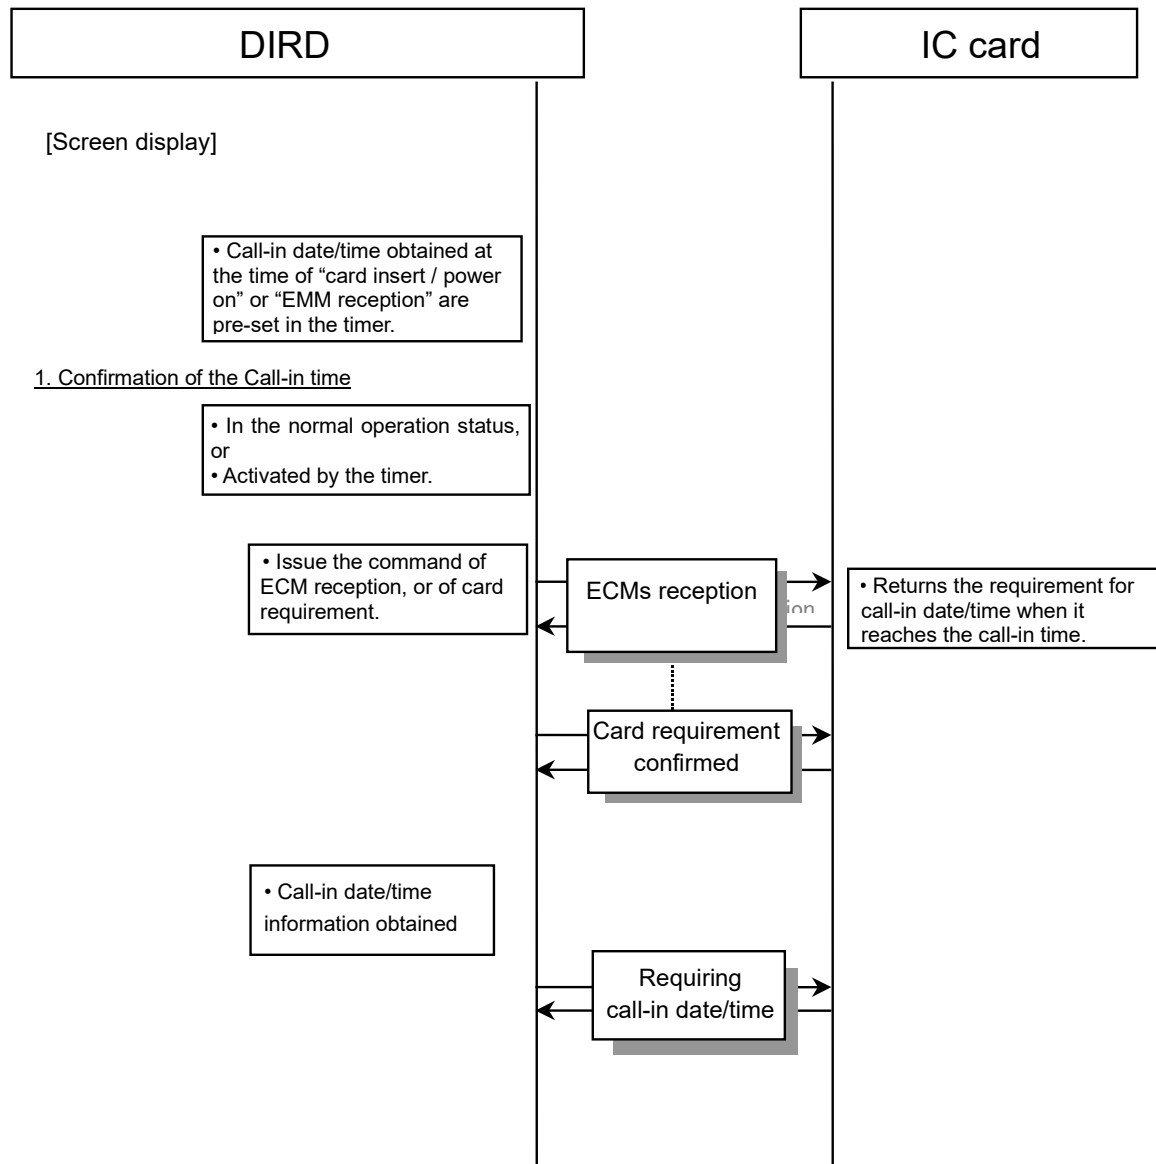 DIRD
IC card
[Screen display]
• Call-in date/time obtained at
the time of “card insert / power
on” or “EMM reception” are
pre-set in the timer.
1. Confirmation of the Call-in time
• In the normal operation status,
or
• Activated by the timer.
• Issue the command of
ECM reception, or of card
requirement.
ECMs reception
• Returns the requirement for
call-in date/time when it
reaches the call-in time.
Card requirement
confirmed
• Call-in date/time
information obtained
Requiring
call-in date/time